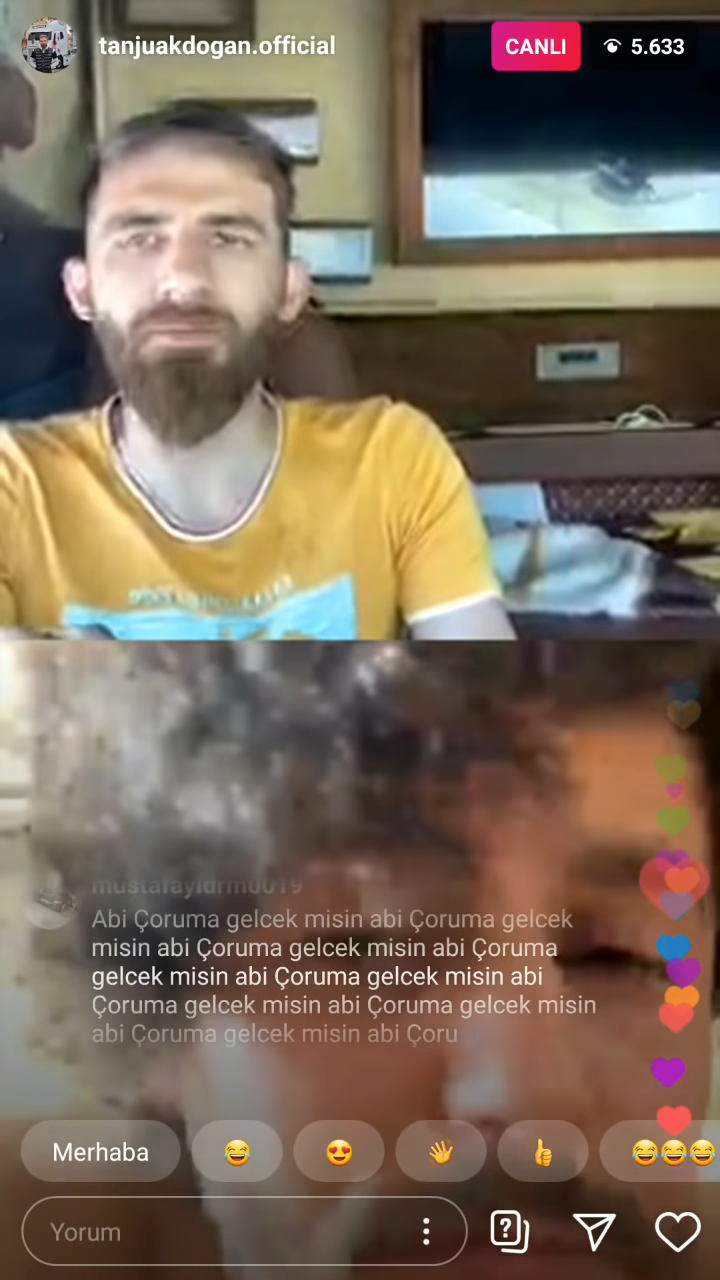 tanjuakdogan.official
CANLI
5.633
mustafayldrm0019
Abi Çoruma gelcek misin abi Çoruma gelcek
misin abi Çoruma gelcek misin abi Çoruma
gelcek misin abi Çoruma gelcek misin abi
Çoruma gelcek misin abi Çoruma gelcek misin
abi Çoruma gelcek misin abi Çoru
Merhaba
Yorum